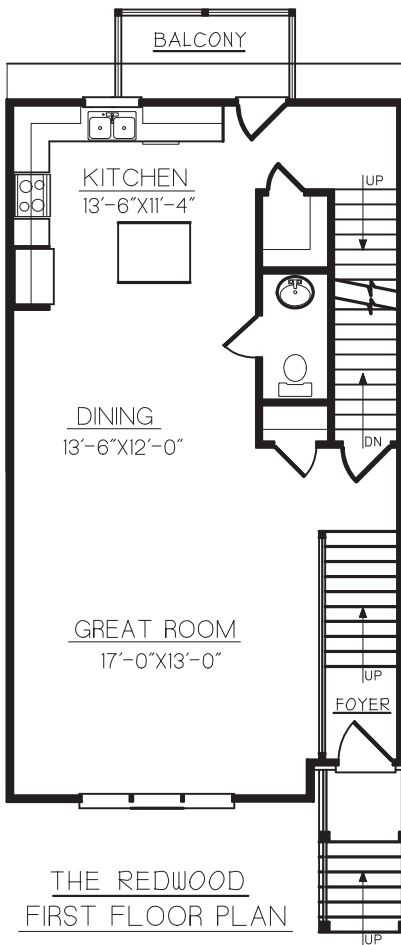 BALCONY
KITCHEN
13'-6"X11'-4"
UP
DINING
13'-6"X12'-0"
DN
GREAT ROOM
17'-0"X13'-0"
UP
FOYER
THE REDWOOD
FIRST FLOOR PLAN
UP